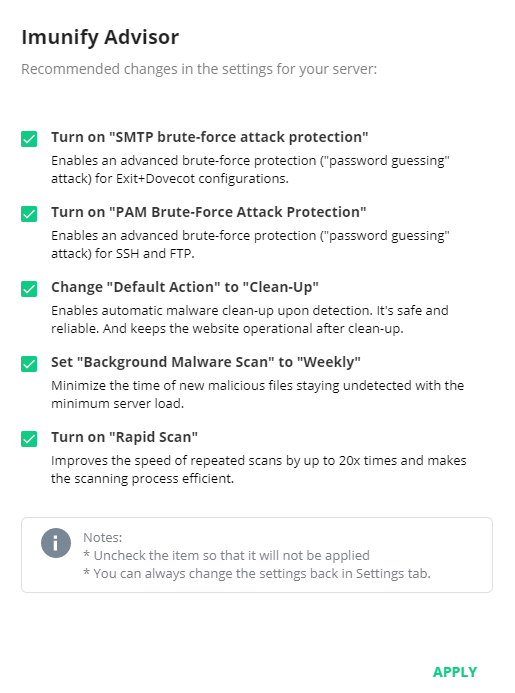 Imunify Advisor
Recommended changes in the settings for your server:
Turn on "SMTP brute-force attack protection"
Enables an advanced brute-force protection ("password guessing"
attack) for Exit+Dovecot configurations.
Turn on "PAM Brute-Force Attack Protection"
Enables an advanced brute-force protection ("password guessing"
attack) for SSH and FTP.
Change "Default Action" to "Clean-Up"
Enables automatic malware clean-up upon detection. It's safe and
reliable. And keeps the website operational after clean-up.
Set "Background Malware Scan" to "Weekly"
Minimize the time of new malicious files staying undetected with the
minimum server load.
Turn on "Rapid Scan"
Improves the speed of repeated scans by up to 20x times and makes
the scanning process efficient.
Notes:
* Uncheck the item so that it will not be applied
* You can always change the settings back in Settings tab.
APPLY